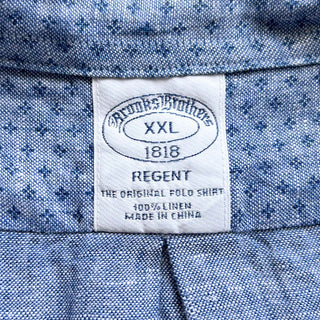 Brooks Brothers
XXL
1818
REGENT
THE ORIGINAL POLO SHIRT
100% LINEN
MADE IN CHINA